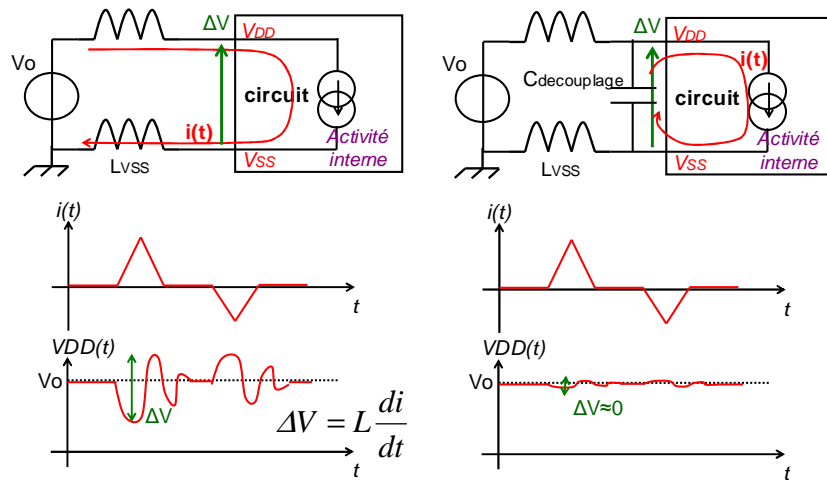 ΔV
VDD
Vo
circuit
i(t)
Activité
interne
LVSS
VSS
VDD
i(t)
Vo
Cdecouplage
circuit
Activité
interne
LVSS
VSS
i(t)
t
VDD(t)
Vo
ΔV
ΔV = L di/dt
t
i(t)
t
VDD(t)
Vo
ΔV≈0
t
ΔV